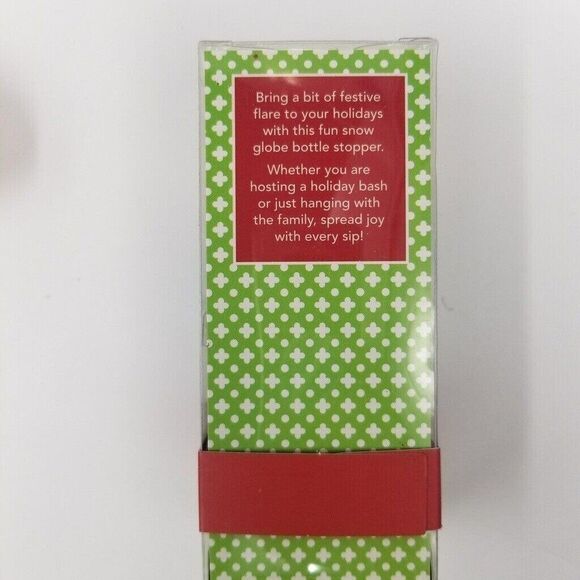 Bring a bit of festive
flare to your holidays
with this fun snow
globe bottle stopper.
Whether you are
hosting a holiday bash
or just hanging with
the family, spread joy
with every sip!